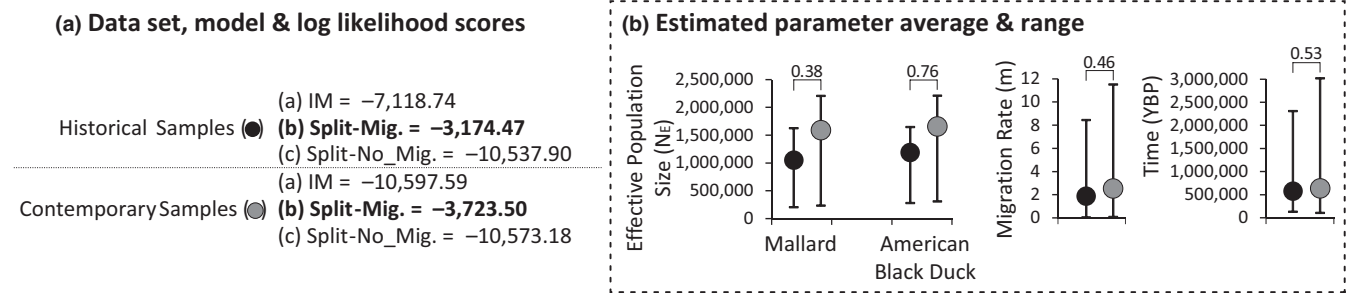 (a) Data set, model & log likelihood scores
Historical Samples ( )
(a) IM = −7,118.74
(b) Split-Mig. = −3,174.47
(c) Split-No_Mig. = −10,537.90
Contemporary Samples ( )
(a) IM = −10,597.59
(b) Split-Mig. = −3,723.50
(c) Split-No_Mig. = −10,573.18
(b) Estimated parameter average & range
Effective Population
Size (NE)
2,500,000
2,000,000
1,500,000
1,000,000
500,000
0
0.38
0.76
Mallard
American
Black Duck
Migration Rate (m)
12
10
8
6
4
2
0
0.46
Time (YBP)
3,000,000
2,500,000
2,000,000
1,500,000
1,000,000
500,000
0
0.53